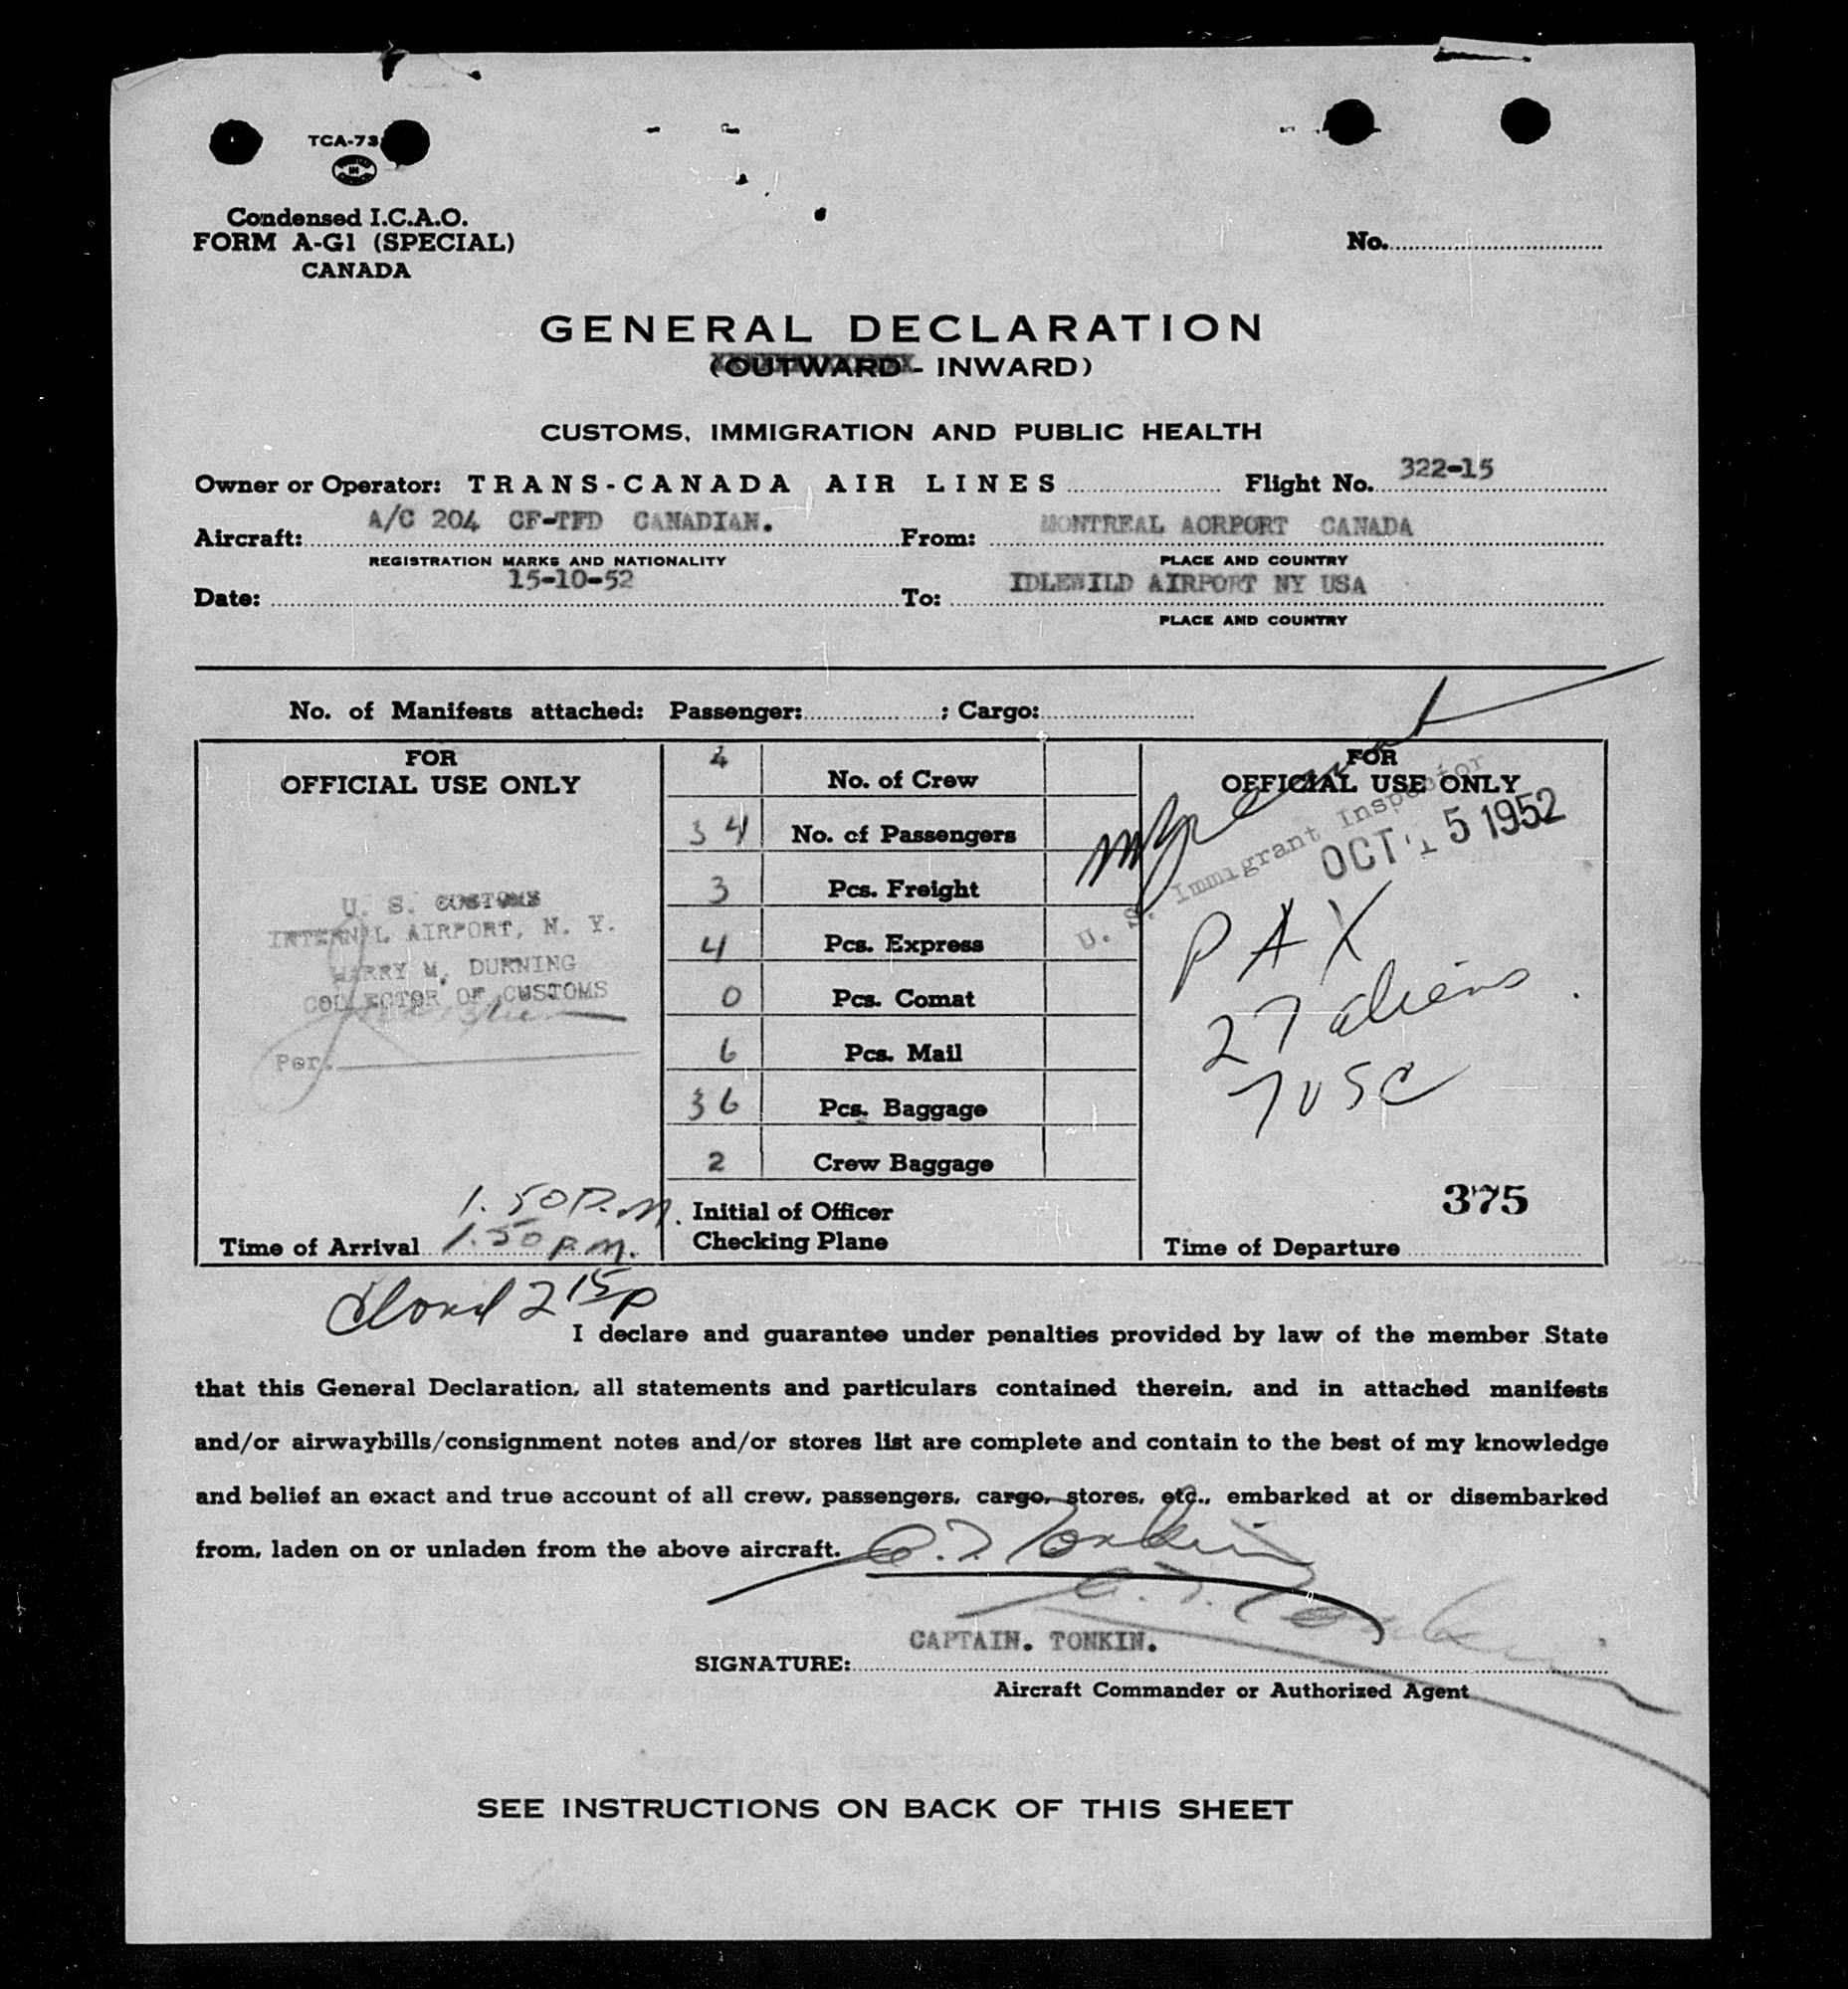 TCA-73
Condensed I.C.A.O.
FORM A-G1 (SPECIAL)
CANADA
No.
GENERAL DECLARATION
(OUTWARD - INWARD)
CUSTOMS, IMMIGRATION AND PUBLIC HEALTH
Owner or Operator: TRANS-CANADA AIR LINES Flight No. 322-15
Aircraft: A/C 204 CF-TFD CANADIAN. From: MONTREAL AORPORT CANADA
REGISTRATION MARKS AND NATIONALITY PLACE AND COUNTRY
Date: 15-10-52 To: IDLEWILD AIRPORT NY USA
PLACE AND COUNTRY
No. of Manifests attached: Passenger: ; Cargo:
FOR
OFFICIAL USE ONLY
U. S. CUSTOMS
INTERN'L AIRPORT, N. Y.
HARRY M. DURNING
COLLECTOR OF CUSTOMS
Per.
1.50 P.M.
Time of Arrival 1.50 P.M.
4 No. of Crew
34 No. of Passengers
3 Pcs. Freight
4 Pcs. Express
0 Pcs. Comat
6 Pcs. Mail
36 Pcs. Baggage
2 Crew Baggage
Initial of Officer
Checking Plane
FOR
OFFICIAL USE ONLY
U. S. Immigrant Inspector
OCT 15 1952
PAX
27 aliens
7 USC
375
Time of Departure
215p
I declare and guarantee under penalties provided by law of the member State
that this General Declaration, all statements and particulars contained therein, and in attached manifests
and/or airwaybills/consignment notes and/or stores list are complete and contain to the best of my knowledge
and belief an exact and true account of all crew, passengers, cargo, stores, etc., embarked at or disembarked
from, laden on or unladen from the above aircraft.
Tonkin
Tonkin
CAPTAIN. TONKIN.
SIGNATURE:
Aircraft Commander or Authorized Agent
SEE INSTRUCTIONS ON BACK OF THIS SHEET